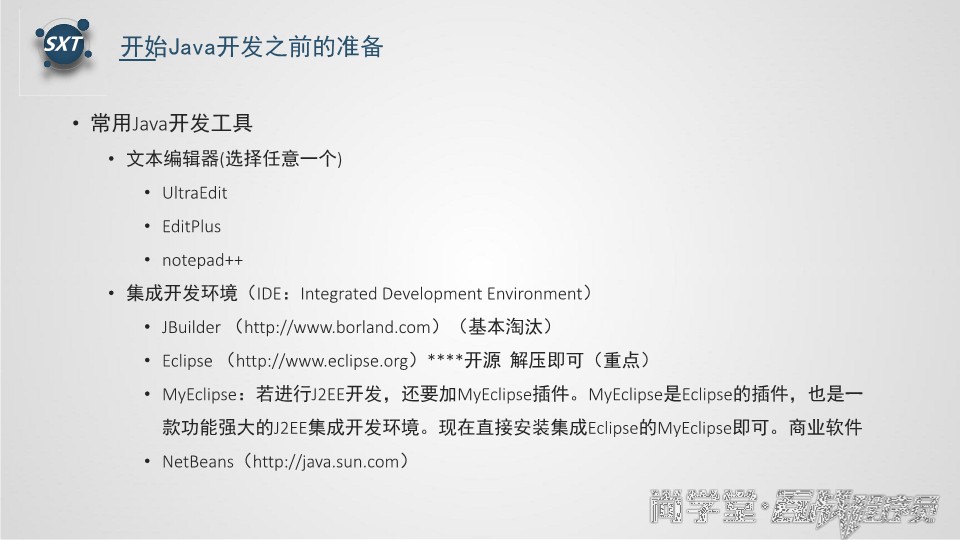 SXT
开始Java开发之前的准备
• 常用Java开发工具
• 文本编辑器(选择任意一个)
• UltraEdit
• EditPlus
• notepad++
• 集成开发环境（IDE：Integrated Development Environment）
• JBuilder （http://www.borland.com）（基本淘汰）
• Eclipse （http://www.eclipse.org）****开源 解压即可（重点）
• MyEclipse：若进行J2EE开发，还要加MyEclipse插件。MyEclipse是Eclipse的插件，也是一
款功能强大的J2EE集成开发环境。现在直接安装集成Eclipse的MyEclipse即可。商业软件
• NetBeans（http://java.sun.com）
尚学堂·百战程序员